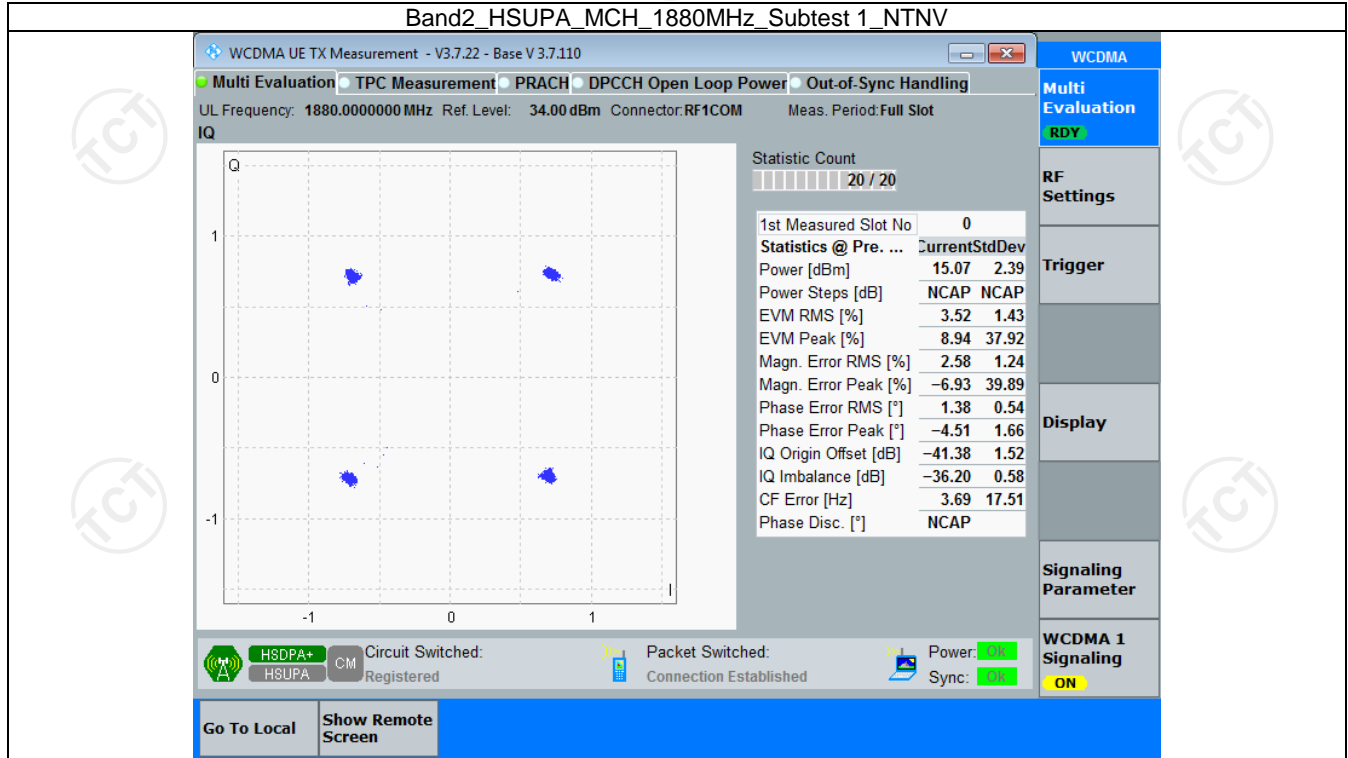 Band2_HSUPA_MCH_1880MHz_Subtest 1_NTNV
WCDMA UE TX Measurement - V3.7.22 - Base V 3.7.110
WCDMA
Multi Evaluation TPC Measurement PRACH DPCCH Open Loop Power Out-of-Sync Handling
UL Frequency: 1880.0000000 MHz Ref. Level: 34.00 dBm Connector: RF1COM Meas. Period: Full Slot
IQ
Q
1
0
-1
-1 0 1
I
Statistic Count
20 / 20
1st Measured Slot No 0
Statistics @ Pre. ... Current StdDev
Power [dBm] 15.07 2.39
Power Steps [dB] NCAP NCAP
EVM RMS [%] 3.52 1.43
EVM Peak [%] 8.94 37.92
Magn. Error RMS [%] 2.58 1.24
Magn. Error Peak [%] −6.93 39.89
Phase Error RMS [°] 1.38 0.54
Phase Error Peak [°] −4.51 1.66
IQ Origin Offset [dB] −41.38 1.52
IQ Imbalance [dB] −36.20 0.58
CF Error [Hz] 3.69 17.51
Phase Disc. [°] NCAP
Multi
Evaluation
RDY
RF
Settings
Trigger
Display
Signaling
Parameter
WCDMA 1
Signaling
ON
HSDPA+
HSUPA
CM
Circuit Switched:
Registered
Packet Switched:
Connection Established
Power: Ok
Sync: Ok
Go To Local
Show Remote
Screen
TCT
TCT
TCT
TCT